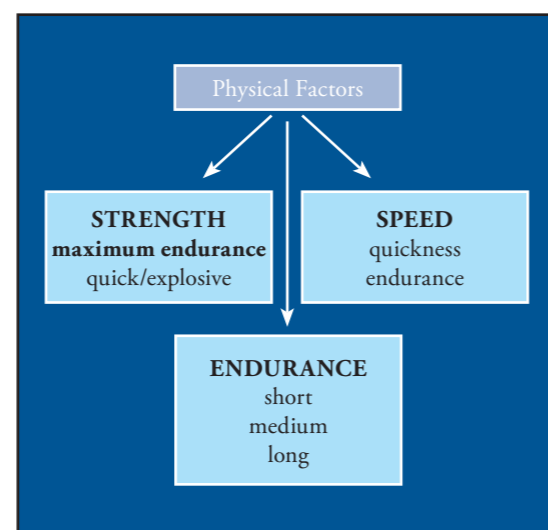 Physical Factors
STRENGTH
maximum endurance
quick/explosive
SPEED
quickness
endurance
ENDURANCE
short
medium
long